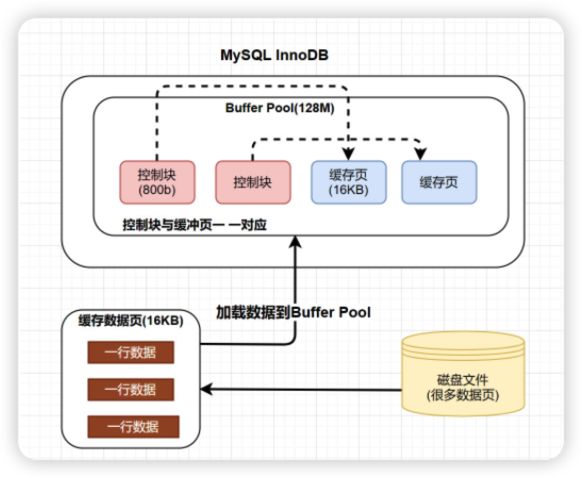 MySQL InnoDB
Buffer Pool(128M)
控制块
(800b)
控制块
缓存页
(16KB)
缓存页
控制块与缓冲页一 一对应
加载数据到Buffer Pool
缓存数据页(16KB)
一行数据
一行数据
一行数据
磁盘文件
(很多数据页)